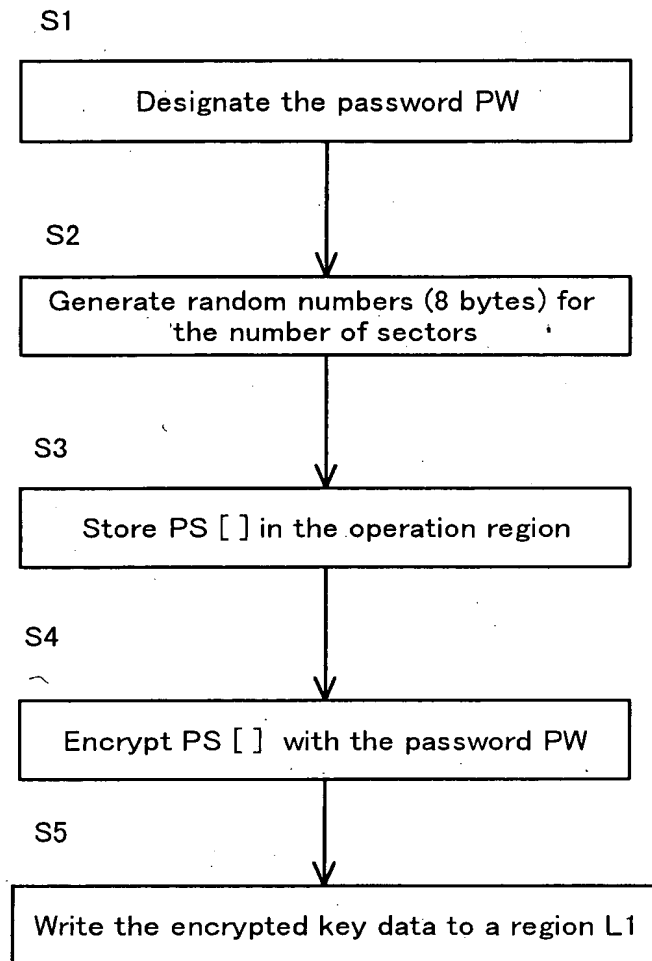 S1
Designate the password PW
S2
Generate random numbers (8 bytes) for
the number of sectors
S3
Store PS [ ] in the operation region
S4
Encrypt PS [ ] with the password PW
S5
Write the encrypted key data to a region L1